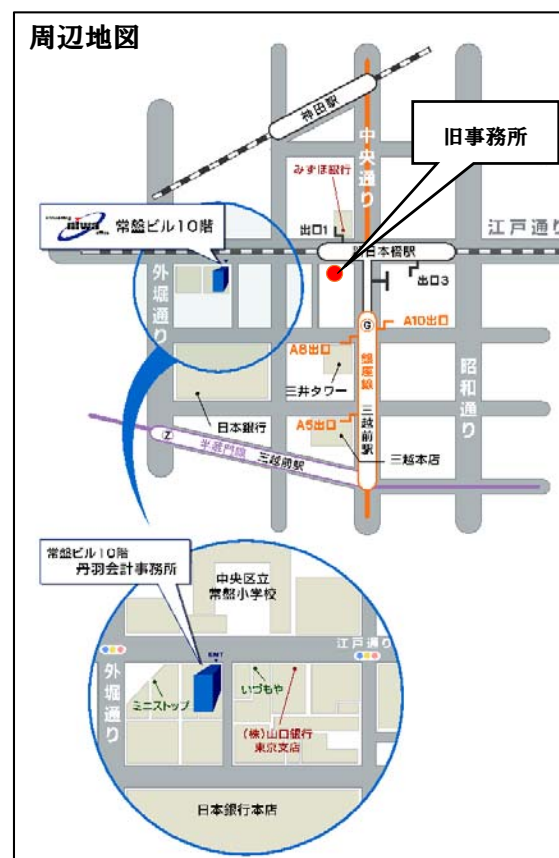 周辺地図
神田駅
中央通り
旧事務所
みずほ銀行
niwa
常盤ビル10階
出口1
新日本橋駅
江戸通り
出口3
外堀通り
G
A10出口
A8出口
銀座線
三井タワー
昭和通り
日本銀行
A5出口
三越前駅
三越本店
Z
半蔵門線
三越前駅
常盤ビル10階
丹羽会計事務所
中央区立
常盤小学校
ENT
江戸通り
外堀通り
ミニストップ
いづもや
(株)山口銀行
東京支店
日本銀行本店